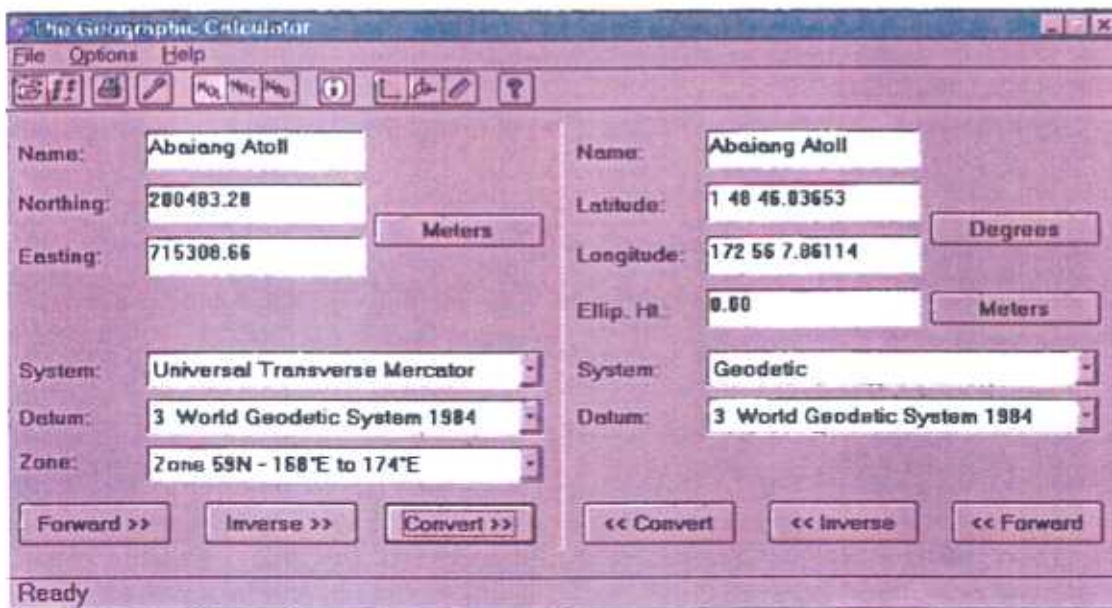 The Geographic Calculator
File Options Help
Name: Abaiang Atoll
Northing: 200483.28
Easting: 715308.66
Meters
System: Universal Transverse Mercator
Datum: 3 World Geodetic System 1984
Zone: Zone 59N - 168°E to 174°E
Forward >> Inverse >> Convert >>
Name: Abaiang Atoll
Latitude: 1 48 46.03653
Longitude: 172 56 7.86114
Degrees
Ellip. Ht.: 0.00
Meters
System: Geodetic
Datum: 3 World Geodetic System 1984
<< Convert << Inverse << Forward
Ready